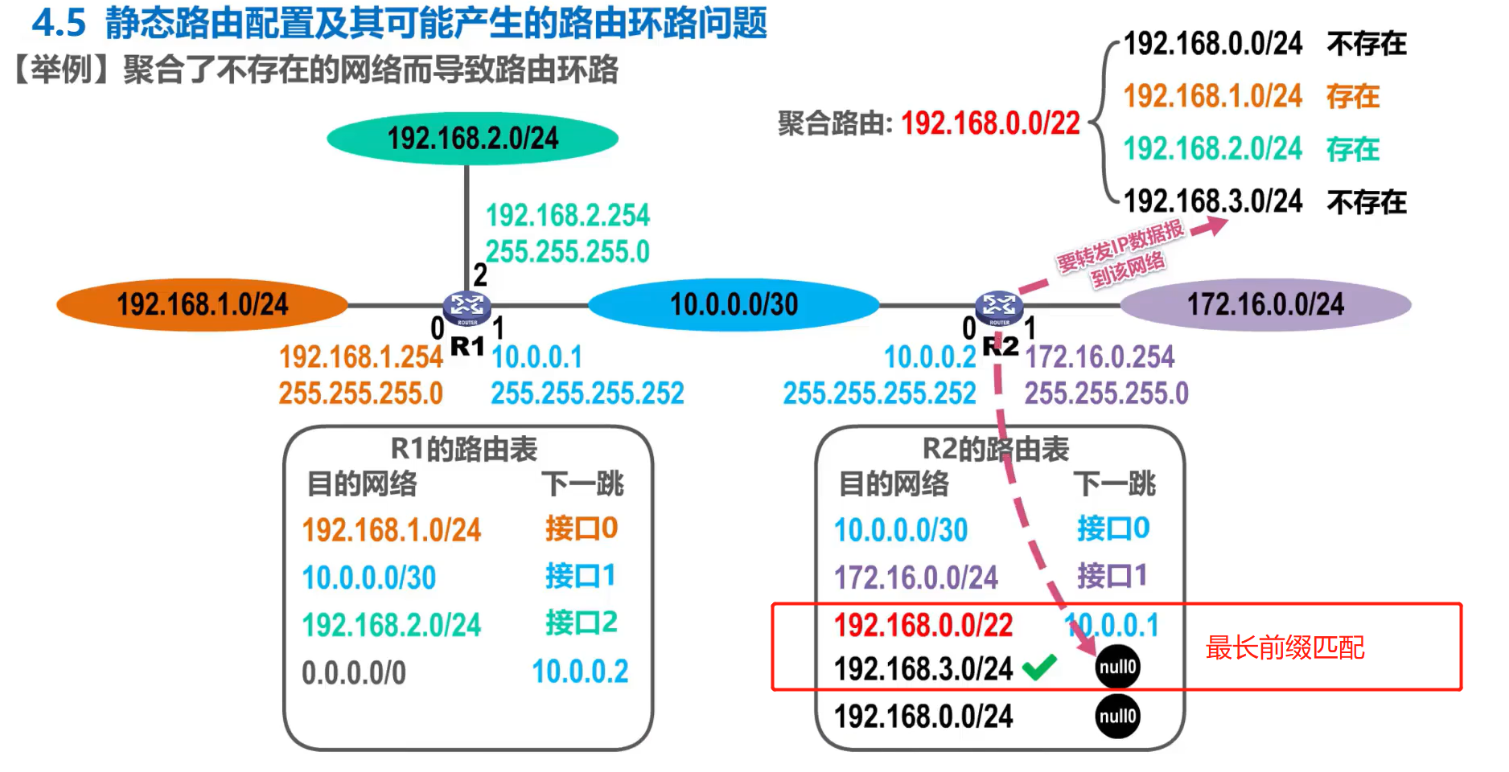 4.5 静态路由配置及其可能产生的路由环路问题
【举例】聚合了不存在的网络而导致路由环路
聚合路由: 192.168.0.0/22
192.168.0.0/24 不存在
192.168.1.0/24 存在
192.168.2.0/24 存在
192.168.3.0/24 不存在
要转发IP数据报
到该网络
192.168.2.0/24
192.168.2.254
255.255.255.0
2
192.168.1.0/24
ROUTER
10.0.0.0/30
ROUTER
172.16.0.0/24
0
R1
1
0
R2
1
192.168.1.254
255.255.255.0
10.0.0.1
255.255.255.252
10.0.0.2
255.255.255.252
172.16.0.254
255.255.255.0
R1的路由表
目的网络 下一跳
192.168.1.0/24 接口0
10.0.0.0/30 接口1
192.168.2.0/24 接口2
0.0.0.0/0 10.0.0.2
R2的路由表
目的网络 下一跳
10.0.0.0/30 接口0
172.16.0.0/24 接口1
192.168.0.0/22 10.0.0.1
192.168.3.0/24 null0
192.168.0.0/24 null0
最长前缀匹配